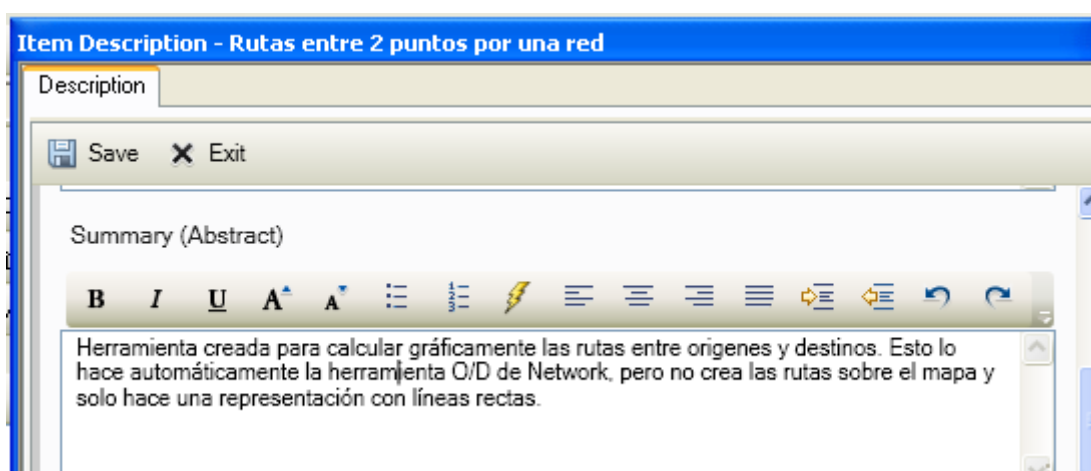 Item Description - Rutas entre 2 puntos por una red
Description
Save Exit
Summary (Abstract)
B I U A A
Herramienta creada para calcular gráficamente las rutas entre origenes y destinos. Esto lo
hace automáticamente la herramienta O/D de Network, pero no crea las rutas sobre el mapa y
solo hace una representación con líneas rectas.